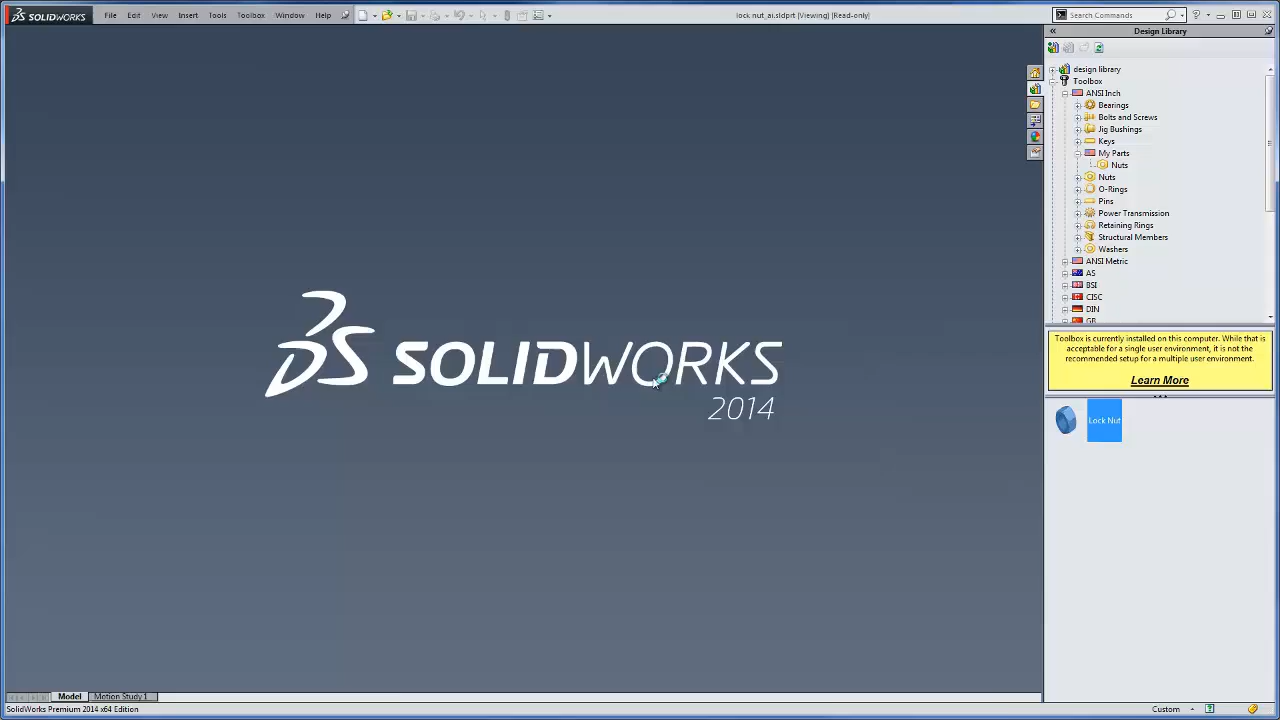 SOLIDWORKS File Edit View Insert Tools Toolbox Window Help lock nut_ai.sldprt (Viewing) (Read-only) Search Commands
Design Library
design library
Toolbox
ANSI Inch
Bearings
Bolts and Screws
Jig Bushings
Keys
My Parts
Nuts
Nuts
O-Rings
Pins
Power Transmission
Retaining Rings
Structural Members
Washers
ANSI Metric
AS
BSI
CISC
DIN
GB
Toolbox is currently installed on this computer. While that is
acceptable for a single user environment, it is not the
recommended setup for a multiple user environment.
Learn More
SOLIDWORKS
2014
Lock Nut
Model Motion Study 1
SolidWorks Premium 2014 x64 Edition Custom